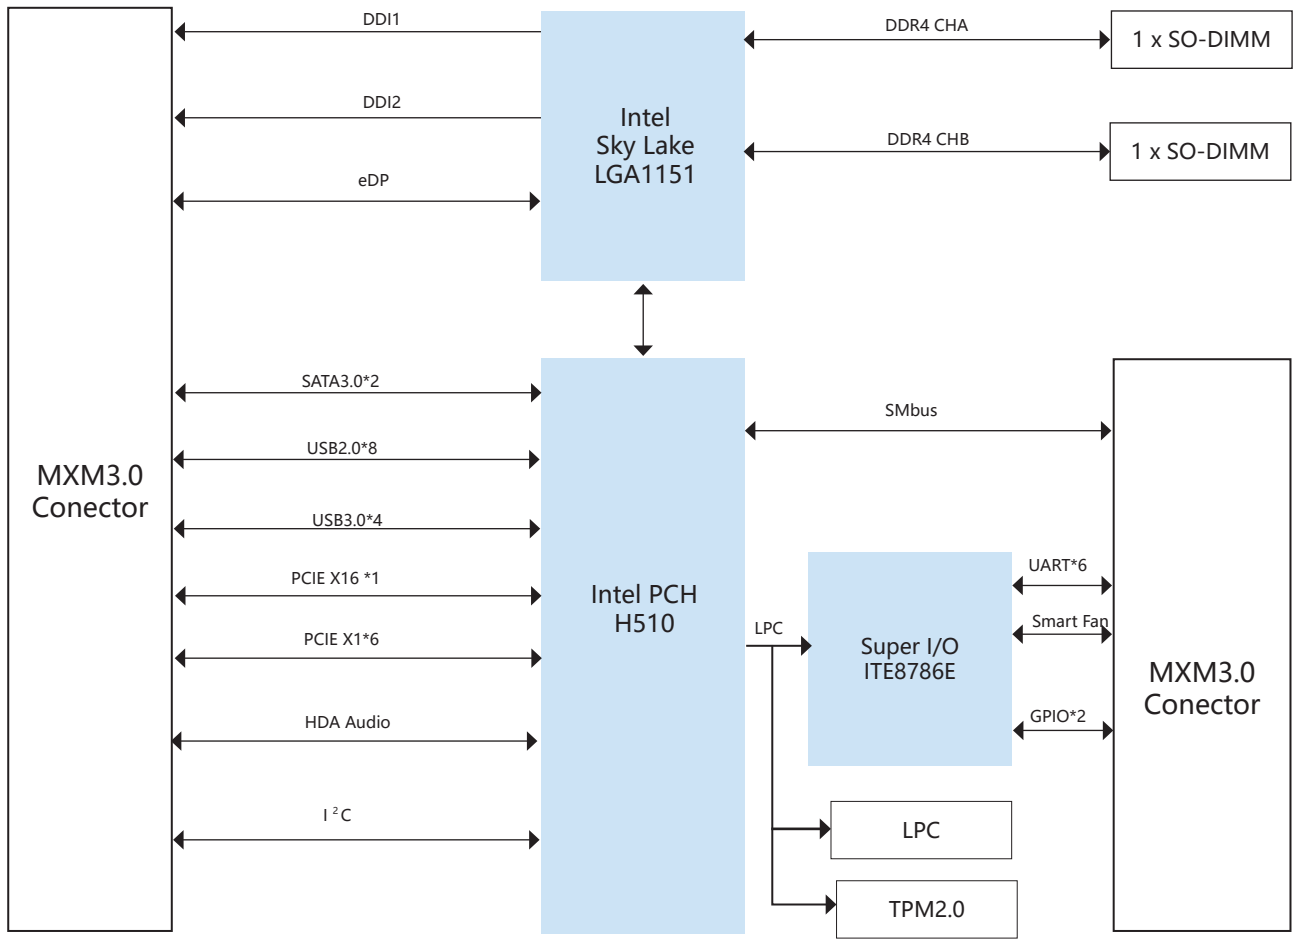 DDI1
DDR4 CHA
1 x SO-DIMM
DDI2
Intel
Sky Lake
LGA1151
DDR4 CHB
1 x SO-DIMM
eDP
SATA3.0*2
SMbus
USB2.0*8
MXM3.0
Conector
USB3.0*4
PCIE X16 *1
Intel PCH
H510
UART*6
LPC
Smart Fan
PCIE X1*6
Super I/O
ITE8786E
MXM3.0
Conector
HDA Audio
GPIO*2
I ²C
LPC
TPM2.0